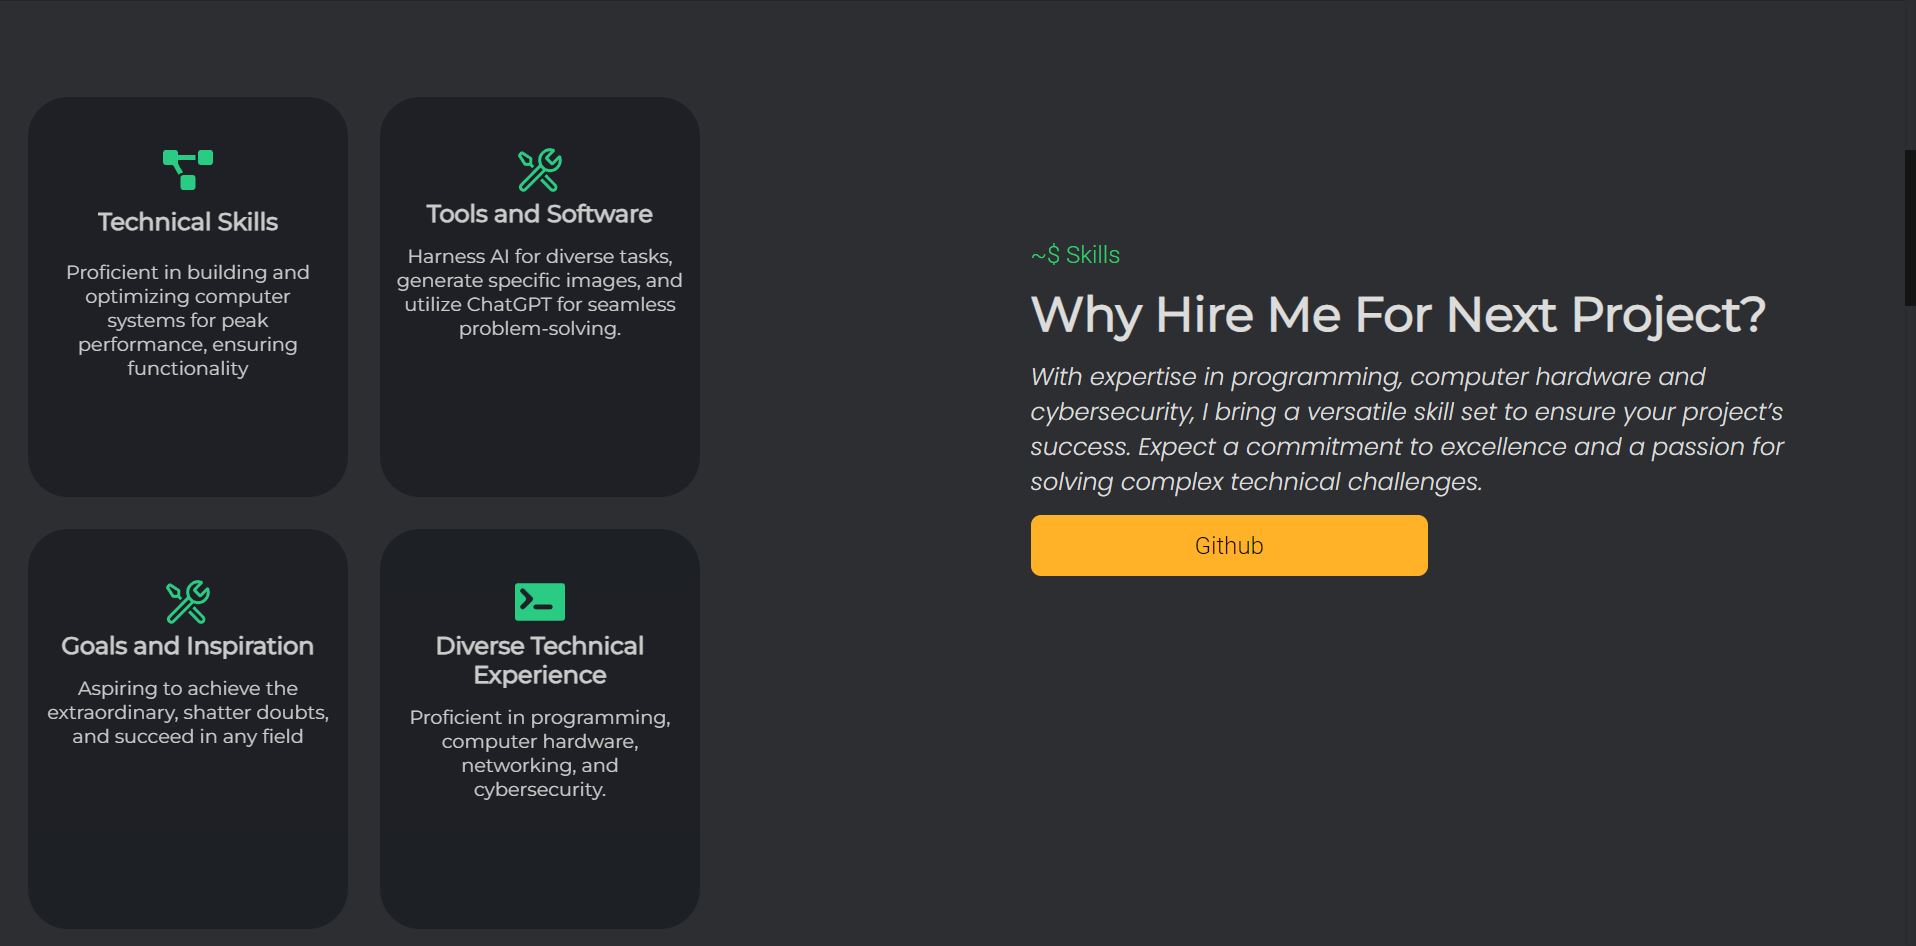 Technical Skills
Proficient in building and
optimizing computer
systems for peak
performance, ensuring
functionality
Tools and Software
Harness AI for diverse tasks,
generate specific images, and
utilize ChatGPT for seamless
problem-solving.
Goals and Inspiration
Aspiring to achieve the
extraordinary, shatter doubts,
and succeed in any field
Diverse Technical
Experience
Proficient in programming,
computer hardware,
networking, and
cybersecurity.
~$ Skills
Why Hire Me For Next Project?
With expertise in programming, computer hardware and
cybersecurity, I bring a versatile skill set to ensure your project’s
success. Expect a commitment to excellence and a passion for
solving complex technical challenges.
Github